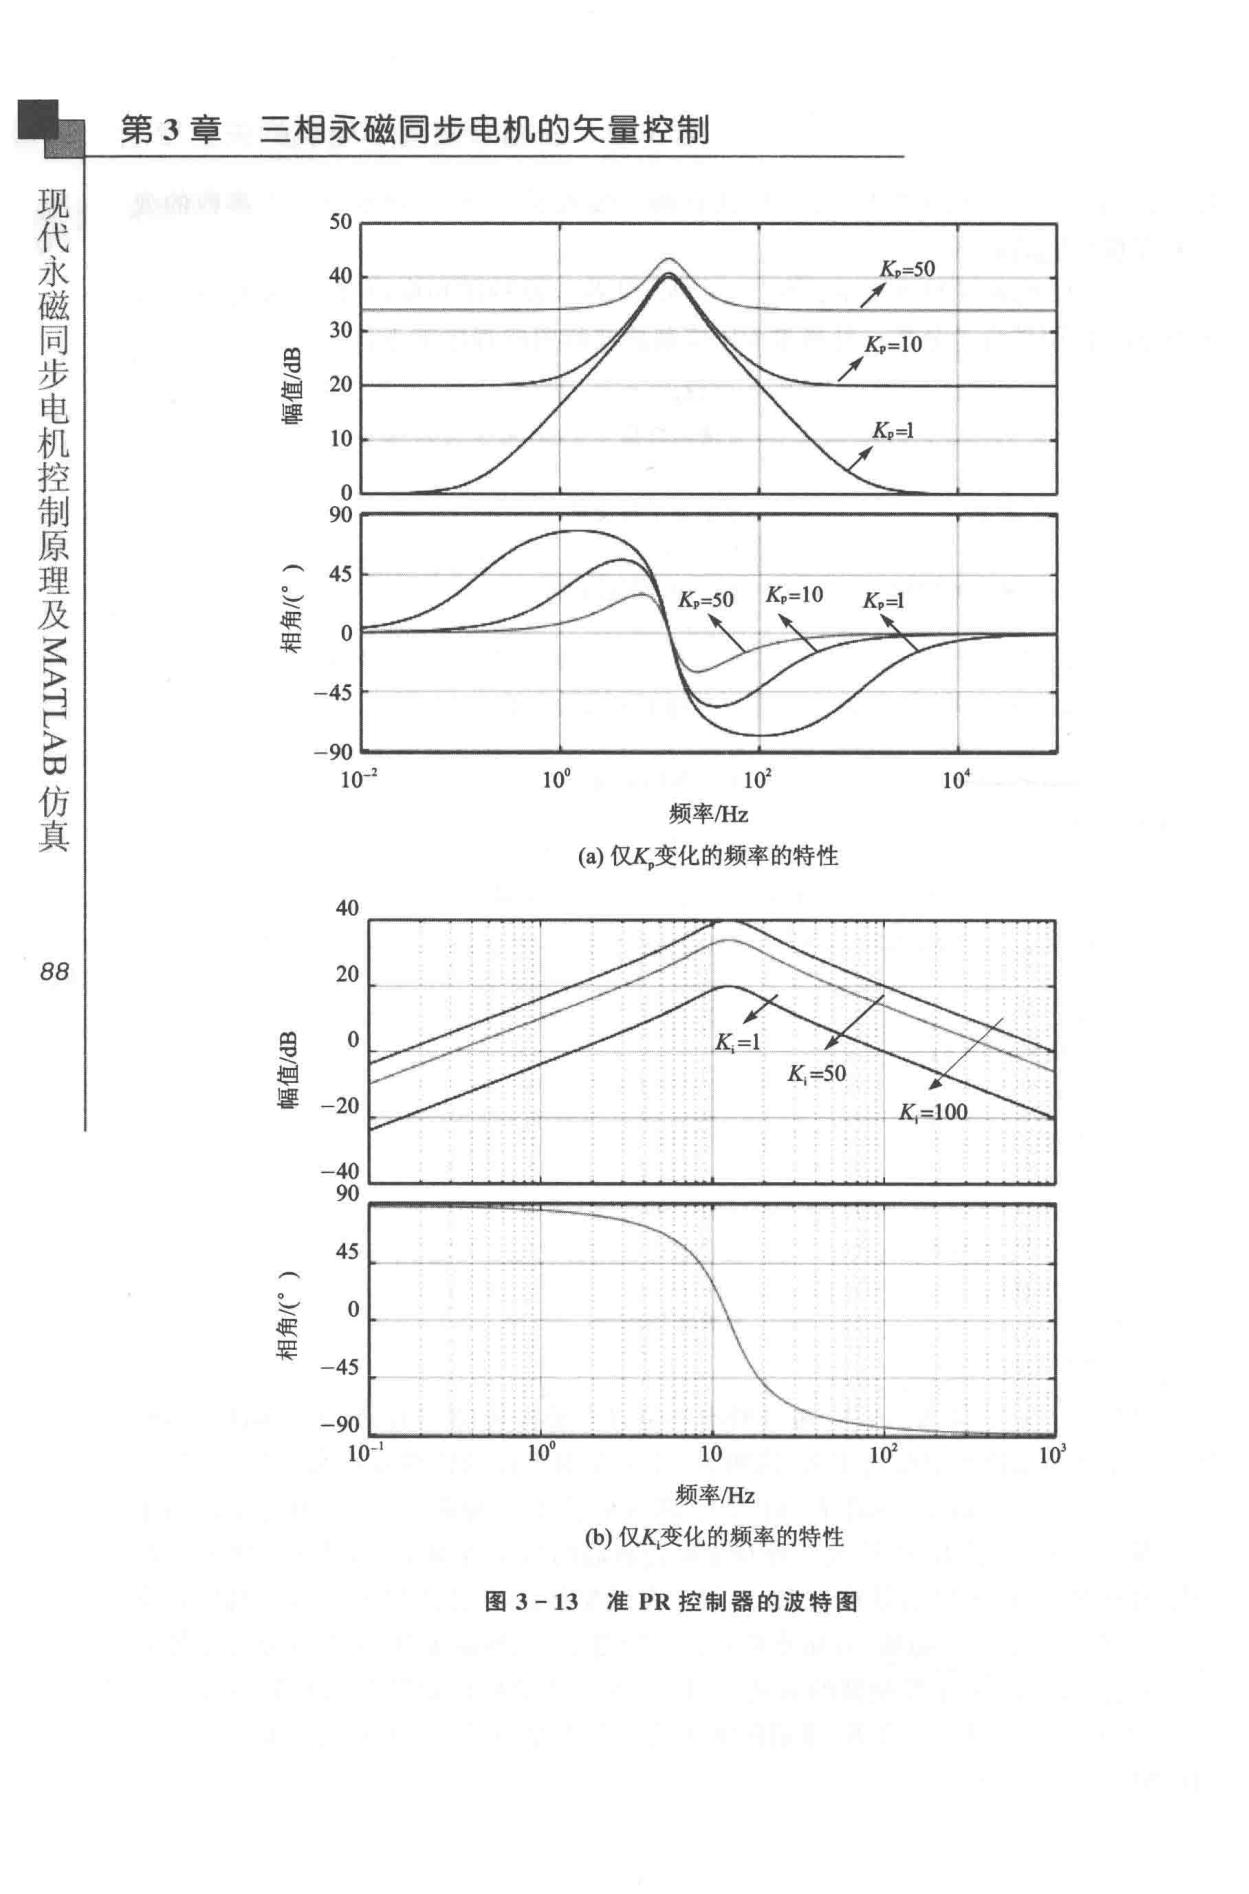 第 3 章 三相永磁同步电机的矢量控制
现代永磁同步电机控制原理及MATLAB仿真
88
50
40
30
20
10
0
幅值/dB
Kp=50
Kp=10
Kp=1
90
45
0
−45
−90
相角/(°)
Kp=50
Kp=10
Kp=1
10⁻²
10⁰
10²
10⁴
频率/Hz
(a) 仅Kp变化的频率的特性
40
20
0
−20
−40
幅值/dB
Ki=1
Ki=50
Ki=100
90
45
0
−45
−90
相角/(°)
10⁻¹
10⁰
10
10²
10³
频率/Hz
(b) 仅Ki变化的频率的特性
图 3-13 准 PR 控制器的波特图